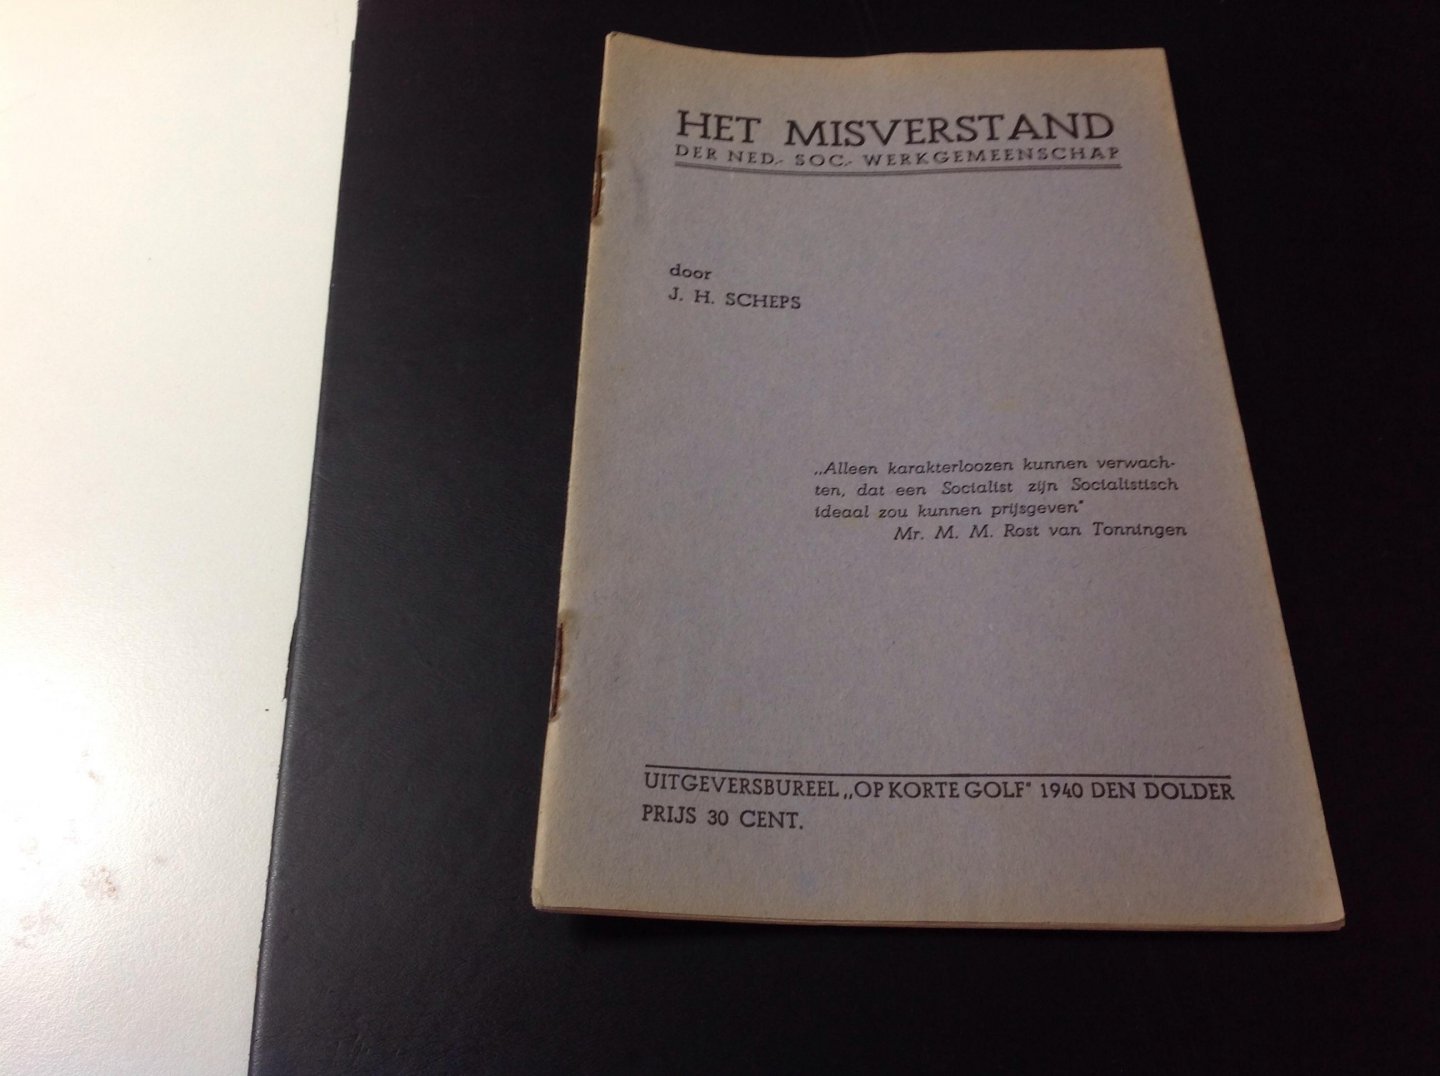 HET MISVERSTAND
DER NED.- SOC.- WERKGEMEENSCHAP
door
J. H. SCHEPS
„Alleen karakterloozen kunnen verwach-
ten, dat een Socialist zijn Socialistisch
ideaal zou kunnen prijsgeven"
Mr. M. M. Rost van Tonningen
UITGEVERSBUREEL „OP KORTE GOLF" 1940 DEN DOLDER
PRIJS 30 CENT.